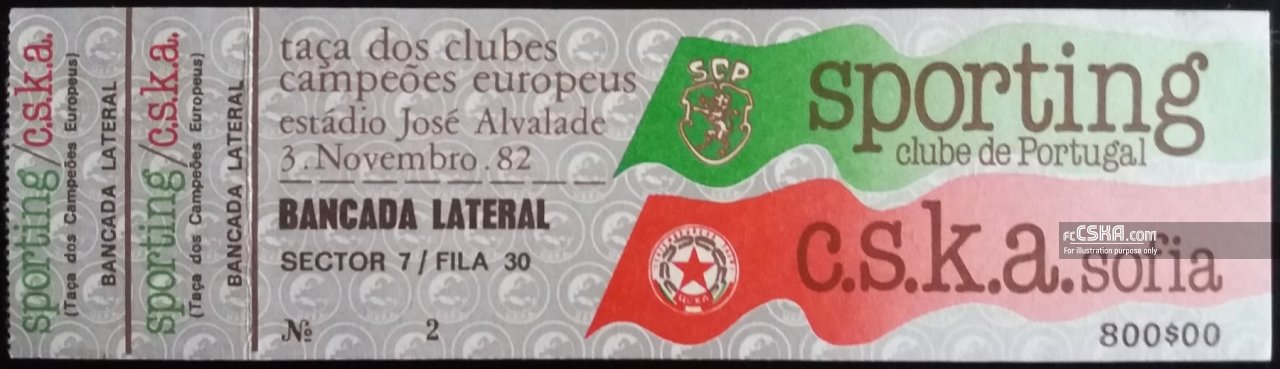 sporting/c.s.k.a.
(Taça dos Campeões Europeus)
BANCADA LATERAL
sporting/c.s.k.a.
(Taça dos Campeões Europeus)
BANCADA LATERAL
taça dos clubes
campeões europeus
estádio José Alvalade
3.Novembro.82
BANCADA LATERAL
SECTOR 7/FILA 30
№ 2
SCP
sporting
clube de Portugal
ЦСКА
c.s.k.a.sofia
800$00
fcCSKA.com
For illustration purpose only